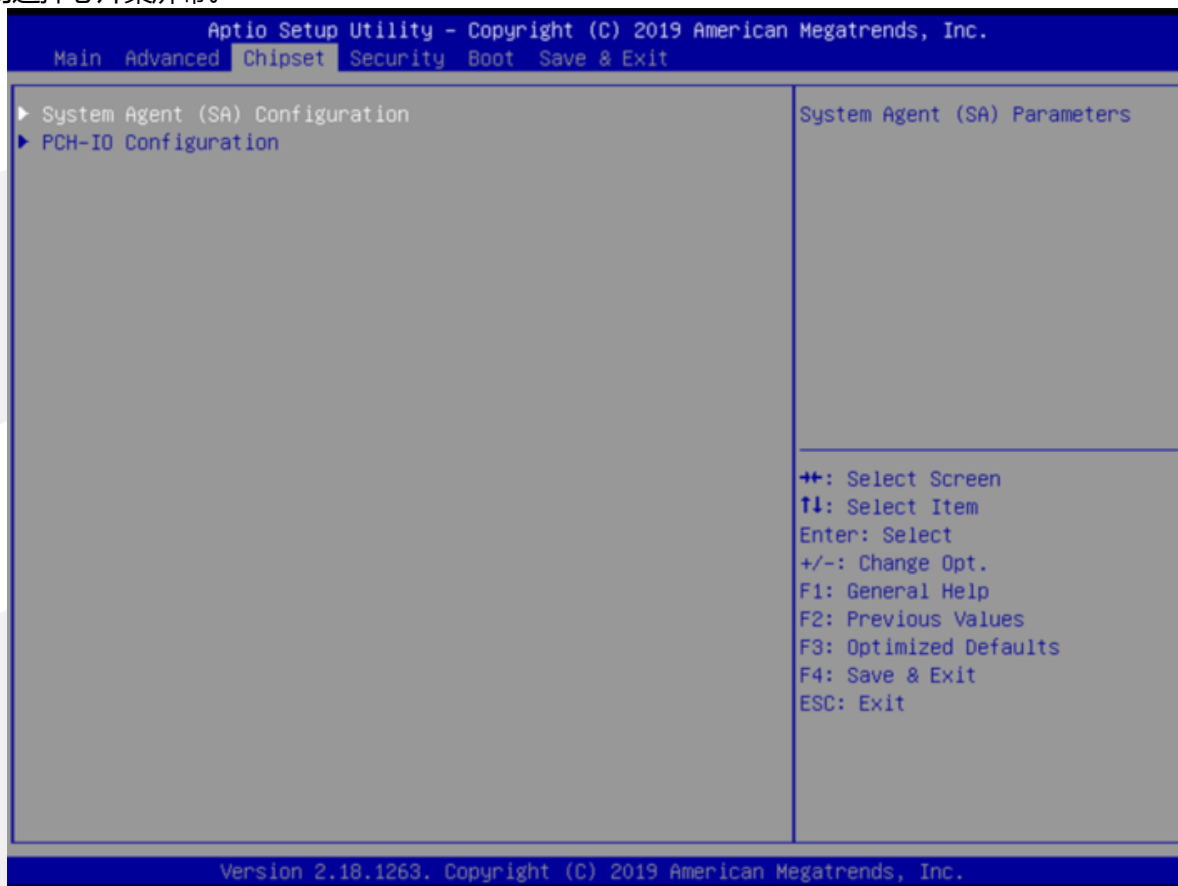 Aptio Setup Utility – Copyright (C) 2019 American Megatrends, Inc.
Main Advanced Chipset Security Boot Save & Exit
▶ System Agent (SA) Configuration
▶ PCH-IO Configuration
System Agent (SA) Parameters
→←: Select Screen
↑↓: Select Item
Enter: Select
+/-: Change Opt.
F1: General Help
F2: Previous Values
F3: Optimized Defaults
F4: Save & Exit
ESC: Exit
Version 2.18.1263. Copyright (C) 2019 American Megatrends, Inc.